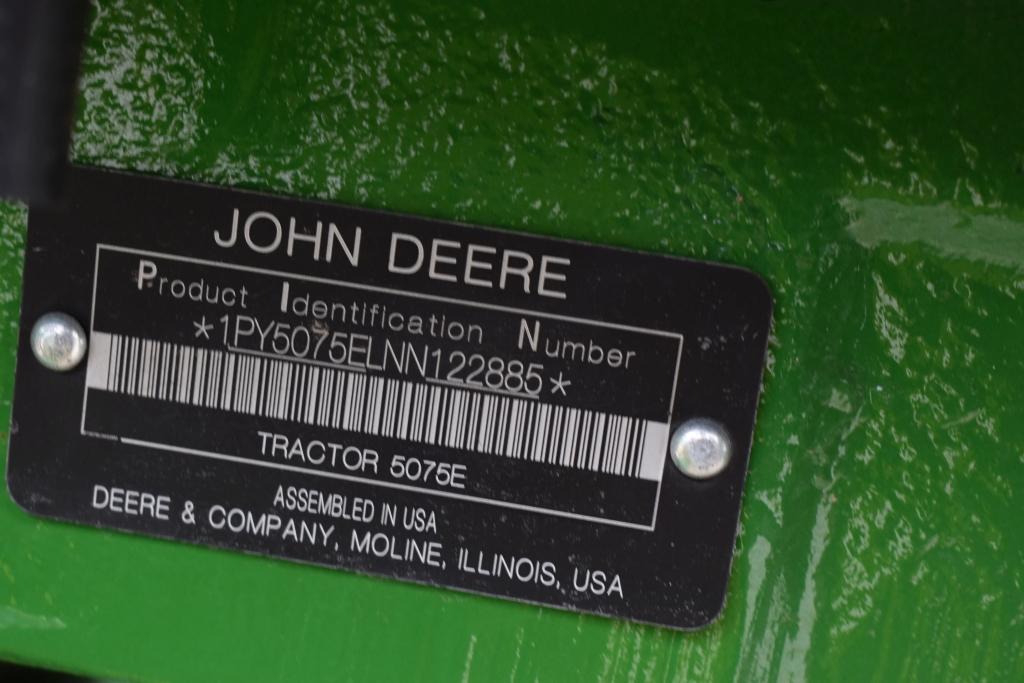 JOHN DEERE
Product Identification Number
*1PY5075ELNN122885*
TRACTOR 5075E
ASSEMBLED IN USA
DEERE & COMPANY, MOLINE, ILLINOIS, USA